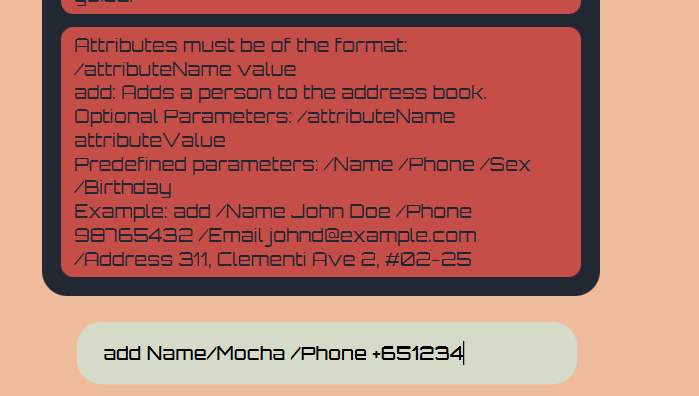 Attributes must be of the format:
/attributeName value
add: Adds a person to the address book.
Optional Parameters: /attributeName
attributeValue
Predefined parameters: /Name /Phone /Sex
/Birthday
Example: add /Name John Doe /Phone
98765432 /Email johnd@example.com
/Address 311, Clementi Ave 2, #02-25
add Name/Mocha /Phone +651234